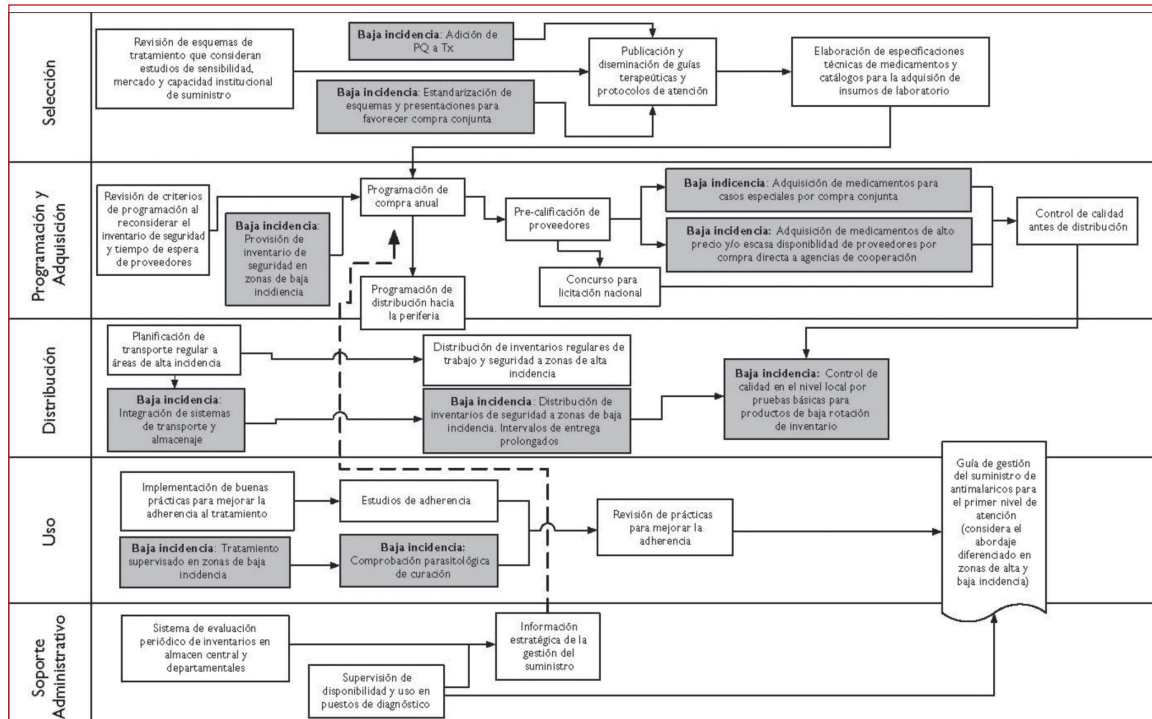 Selección
Revisión de esquemas de
tratamiento que consideran
estudios de sensibilidad,
mercado y capacidad institucional
de suministro
Baja incidencia: Adición de
PQ a Tx
Baja incidencia: Estandarización de
esquemas y presentaciones para
favorecer compra conjunta
Publicación y
diseminación de guías
terapeúticas y
protocolos de atención
Elaboración de especificaciones
técnicas de medicamentos y
catálogos para la adquisión de
insumos de laboratorio
Programación y
Adquisición
Revisión de criterios
de programación al
reconsiderar el
inventario de seguridad
y tiempo de espera
de proveedores
Baja incidencia:
Provisión de
inventario de
seguridad en
zonas de baja
incidiencia
Programación de
compra anual
Programación de
distribución hacia
la periferia
Pre-calificación de
proveedores
Concurso para
licitación nacional
Baja indicencia: Adquisición de medicamentos para
casos especiales por compra conjunta
Baja incidencia: Adquisición de medicamentos de alto
precio y/o escasa disponiblidad de proveedores por
compra directa a agencias de cooperación
Control de calidad
antes de distribución
Distribución
Planificación de
transporte regular a
áreas de alta incidencia
Baja incidencia:
Integración de sistemas
de transporte y
almacenaje
Distribución de inventarios regulares de
trabajo y seguridad a zonas de alta
incidencia
Baja incidencia: Distribución de
inventarios de seguridad a zonas de baja
incidencia. Intervalos de entrega
prolongados
Baja incidencia: Control de
calidad en el nivel local por
pruebas básicas para
productos de baja rotación
de inventario
Uso
Implementación de buenas
prácticas para mejorar la
adherencia al tratamiento
Baja incidencia: Tratamiento
supervisado en zonas de baja
incidencia
Estudios de adherencia
Baja incidencia:
Comprobación parasitológica
de curación
Revisión de prácticas
para mejorar la
adherencia
Guía de gestión
del suministro de
antimalaricos para
el primer nivel de
atención
(considera el
abordaje
diferenciado en
zonas de alta y
baja incidencia)
Soporte
Administrativo
Sistema de evaluación
periódico de inventarios en
almacen central y
departamentales
Supervisión de
disponibilidad y uso en
puestos de diagnóstico
Información
estratégica de la
gestión del
suministro